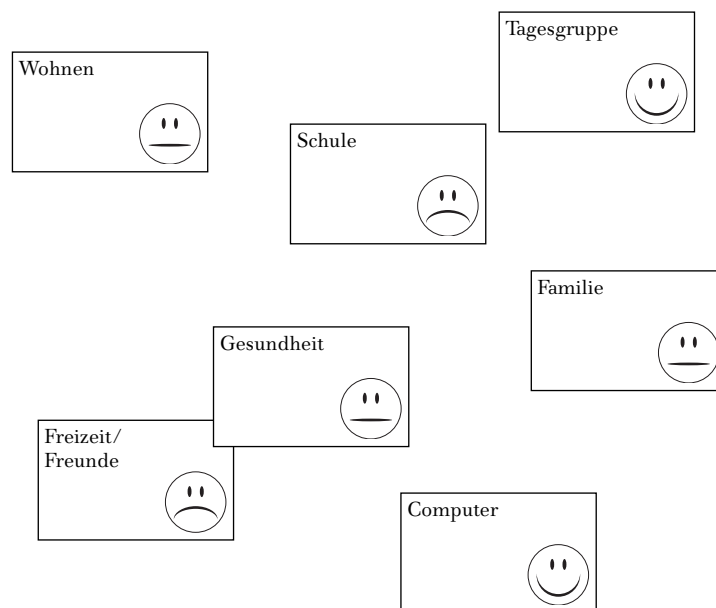 Tagesgruppe
Wohnen
Schule
Familie
Gesundheit
Freizeit/
Freunde
Computer